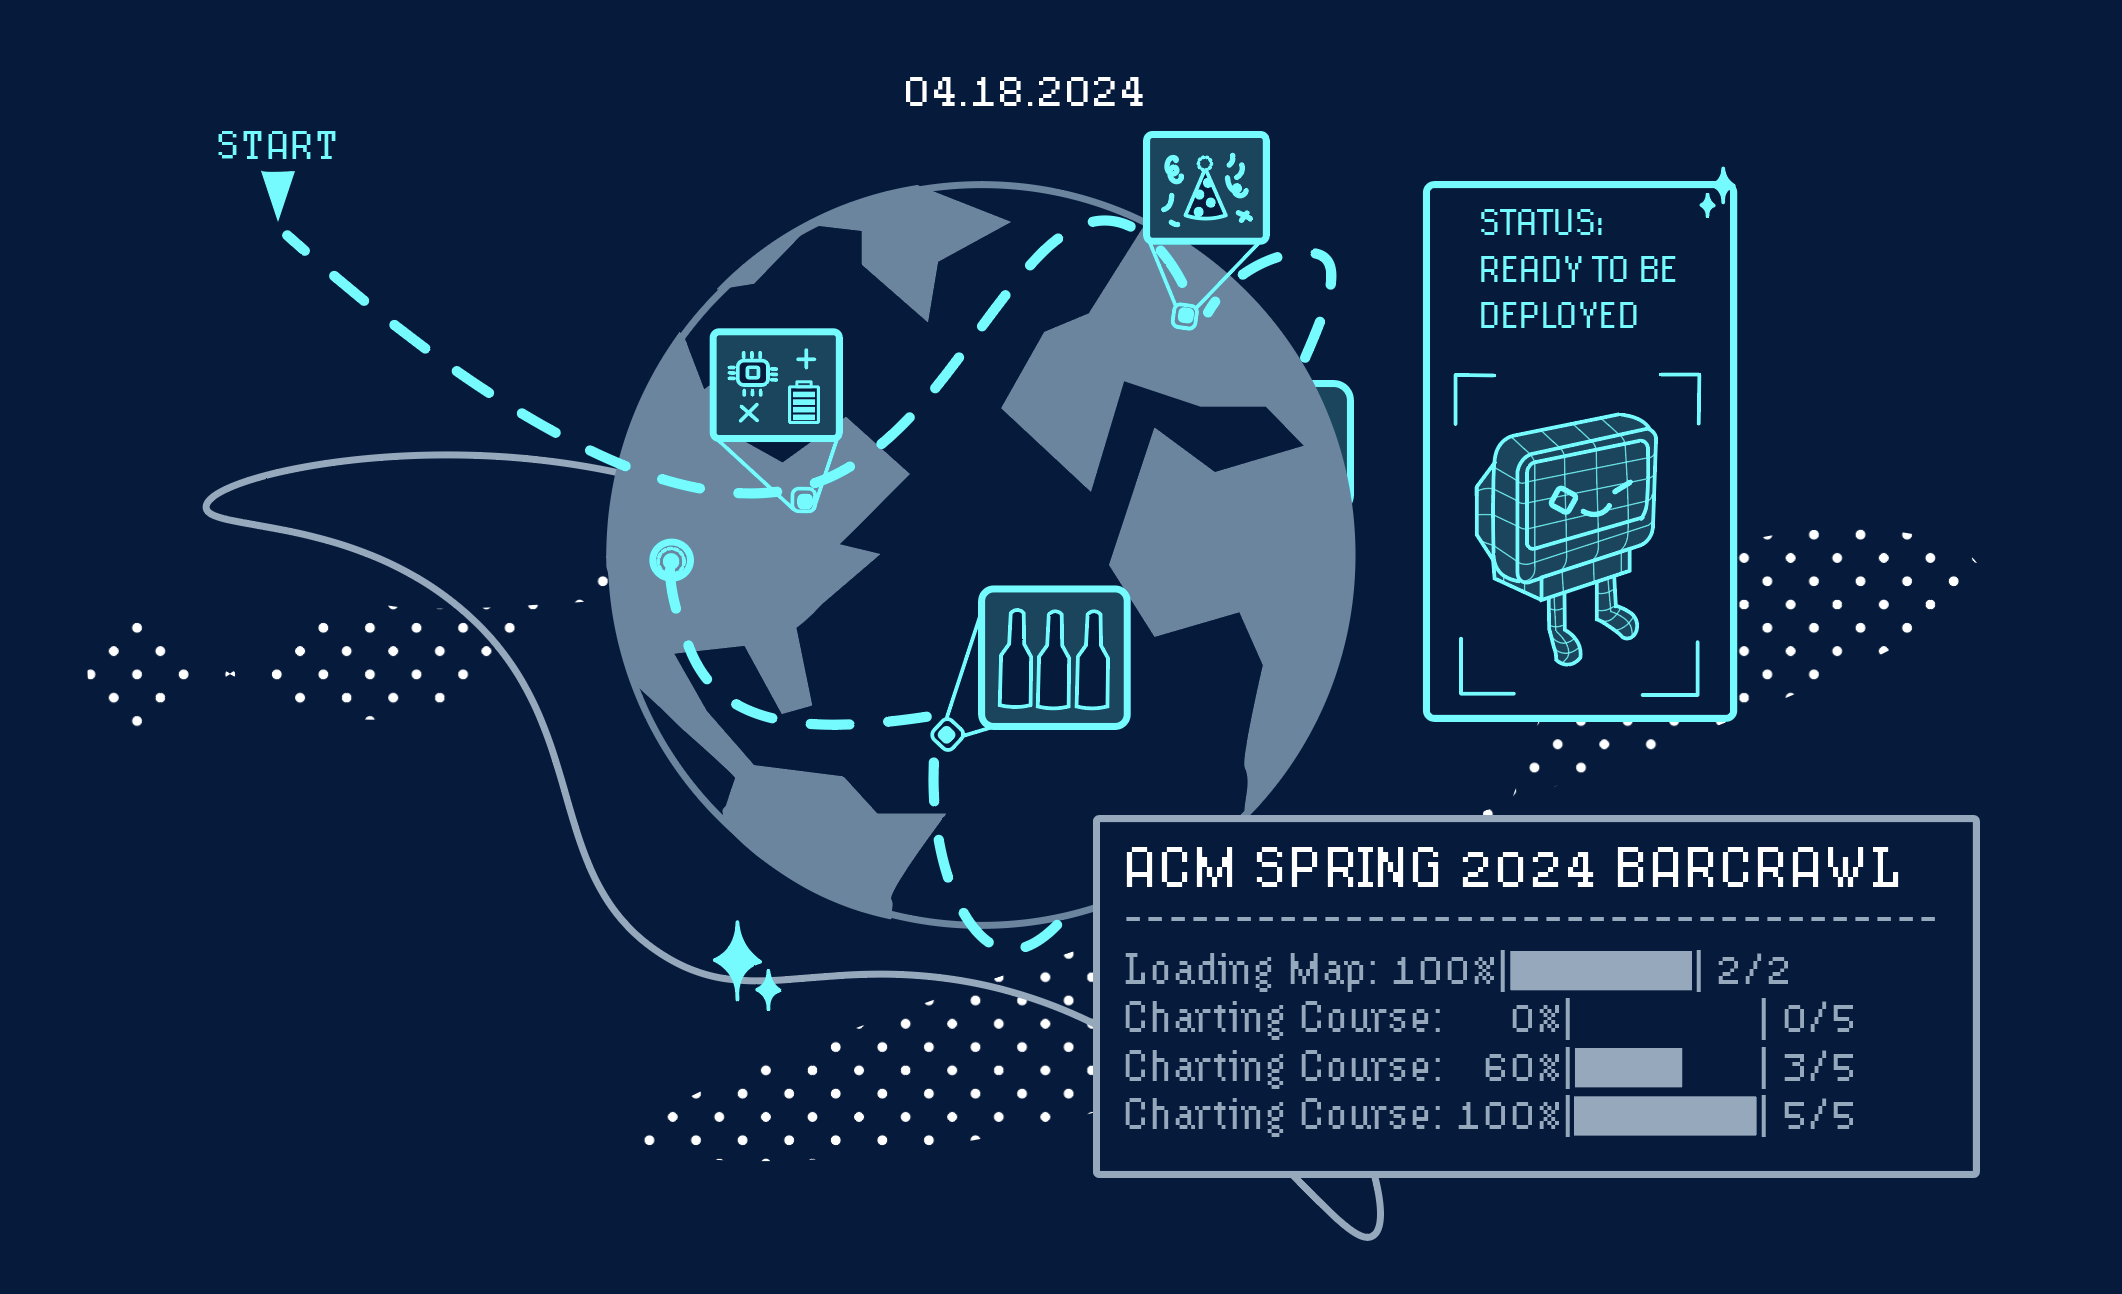 04.18.2024
START
STATUS:
READY TO BE
DEPLOYED
ACM SPRING 2024 BARCRAWL
-------------------------------------
Loading Map: 100%|████████| 2/2
Charting Course: 0%| | 0/5
Charting Course: 60%|█████ | 3/5
Charting Course: 100%|████████| 5/5